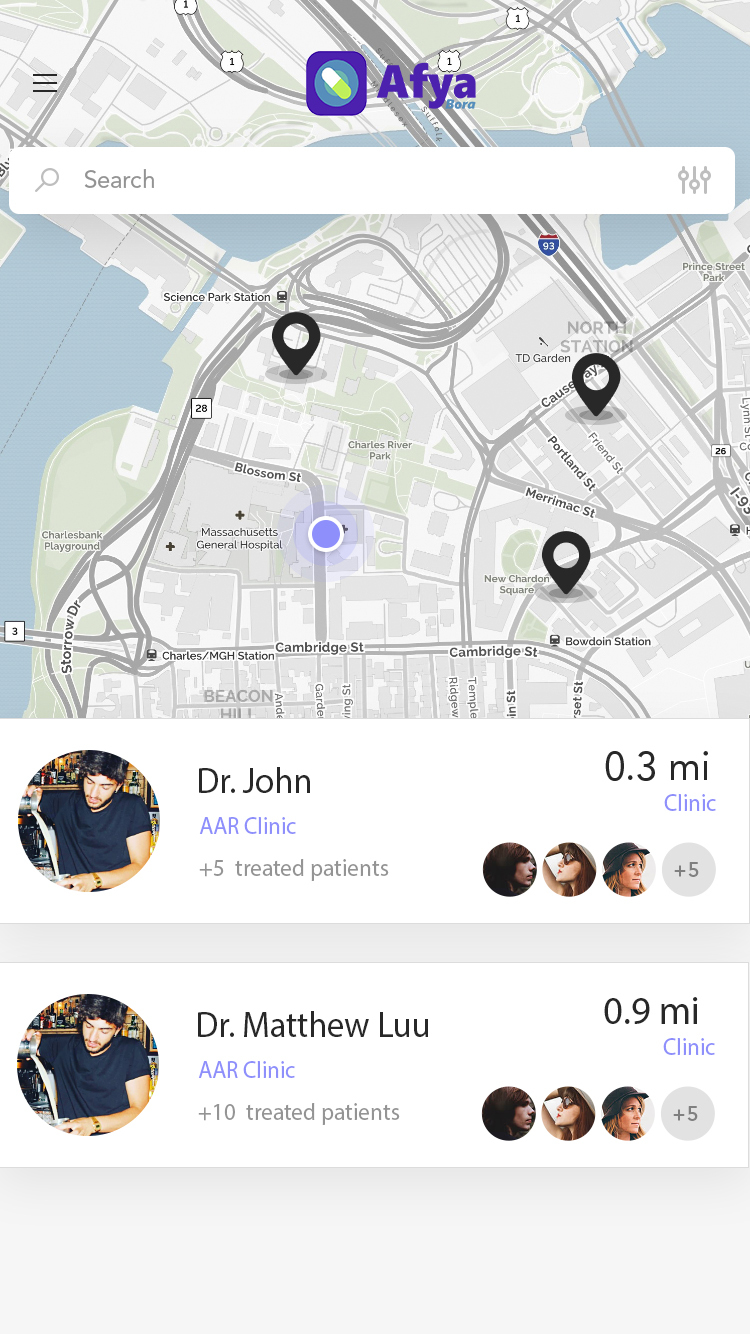 1
1
1
1
Afya
Bora
Search
93
Prince Street
Park
Science Park Station
NORTH
STATION
TD Garden
Causeway
28
Charles River
Park
Friend St
Portland St
26
Blossom St
I-93
Merrimac St
Massachusetts
General Hospital
Charlesbank
Playground
New Chardon
Square
3
Storrow Dr
Cambridge St
Cambridge St
Bowdoin Station
Charles/MGH Station
BEACON
HILL
Dr. John
0.3 mi
AAR Clinic
Clinic
+5 treated patients
+5
Dr. Matthew Luu
0.9 mi
AAR Clinic
Clinic
+10 treated patients
+5